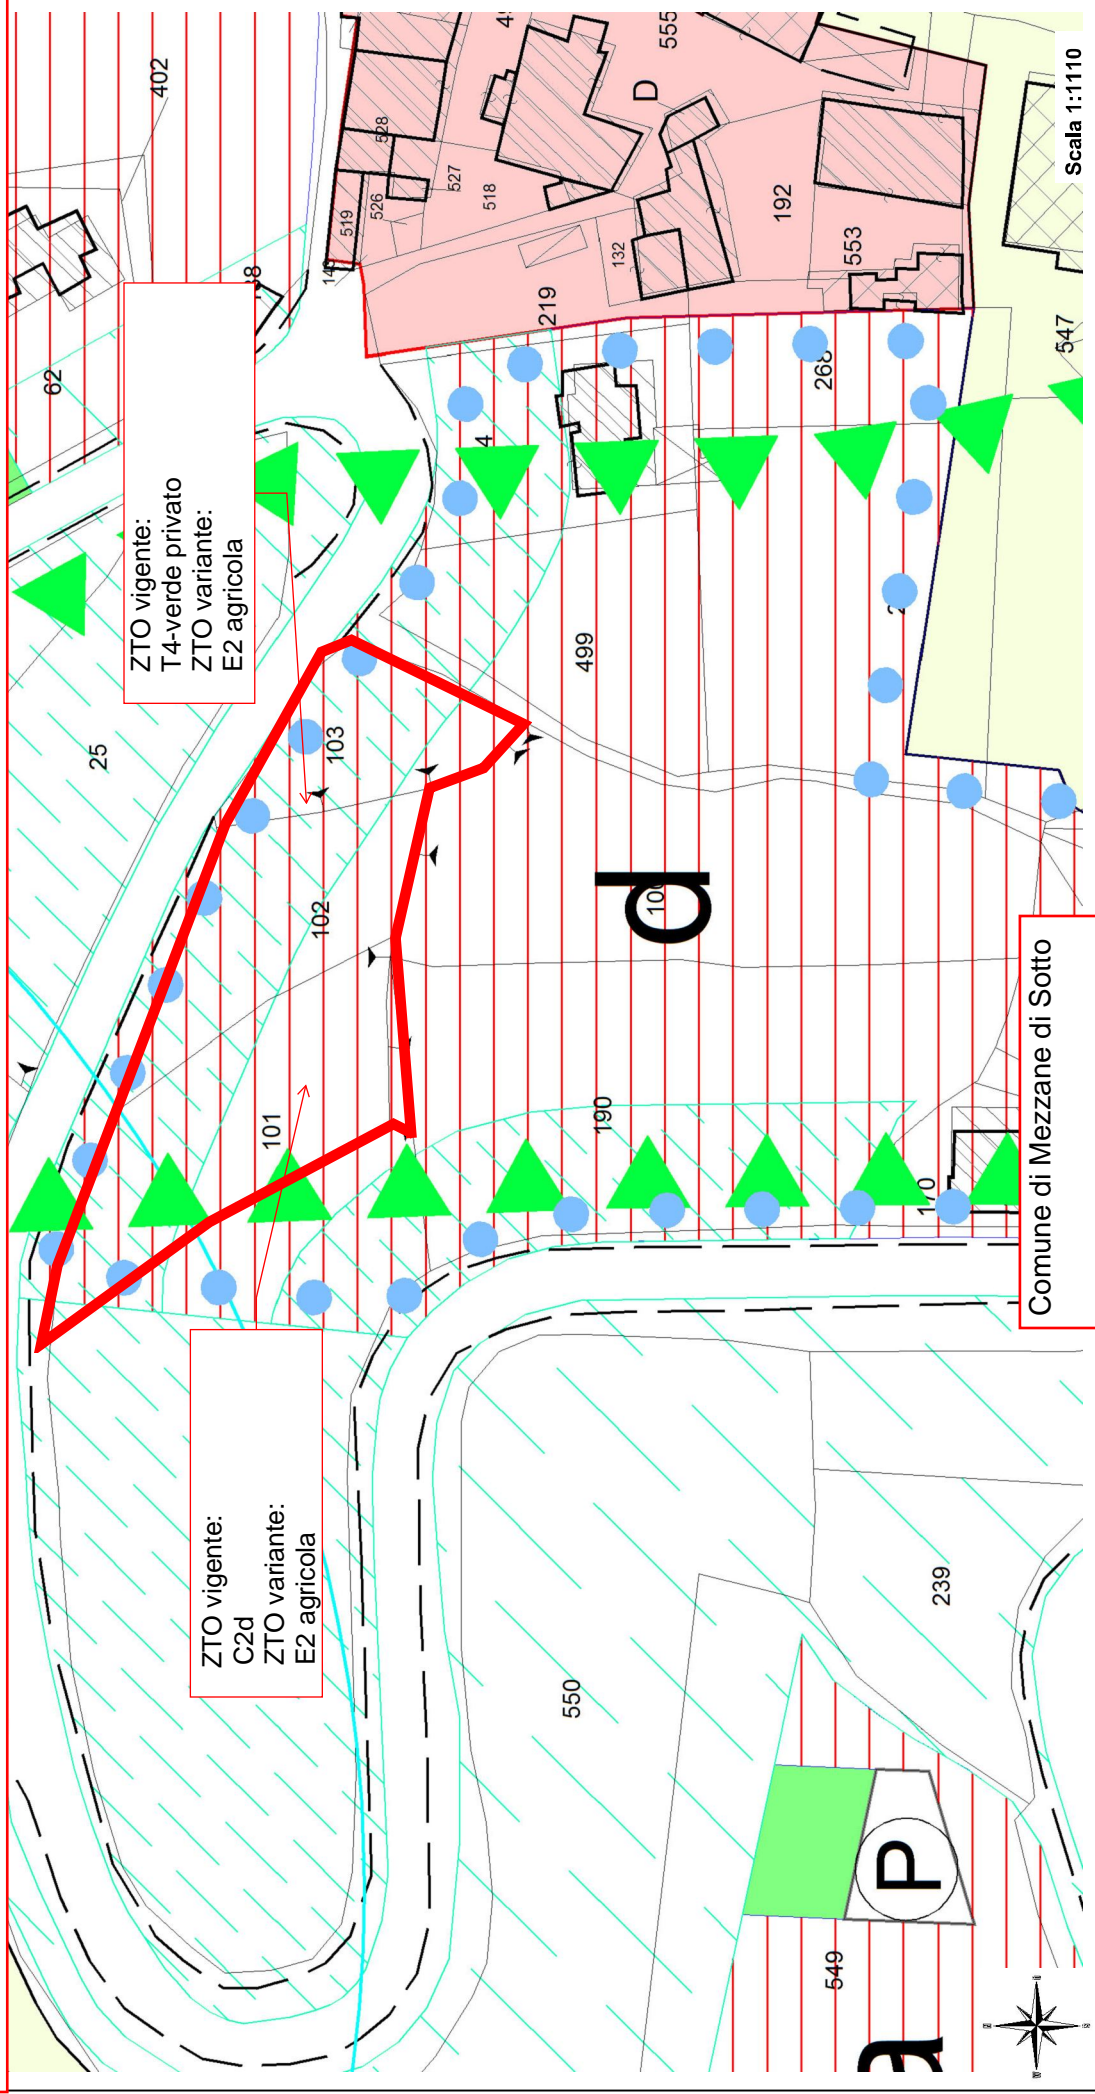 ZTO vigente:
T4-verde privato
ZTO variante:
E2 agricola
ZTO vigente:
C2d
ZTO variante:
E2 agricola
Comune di Mezzane di Sotto
Scala 1:1110
402
62
25
528
527
526
519
518
555
D
192
132
553
219
268
547
499
103
102
101
d
190
550
239
P
549
a